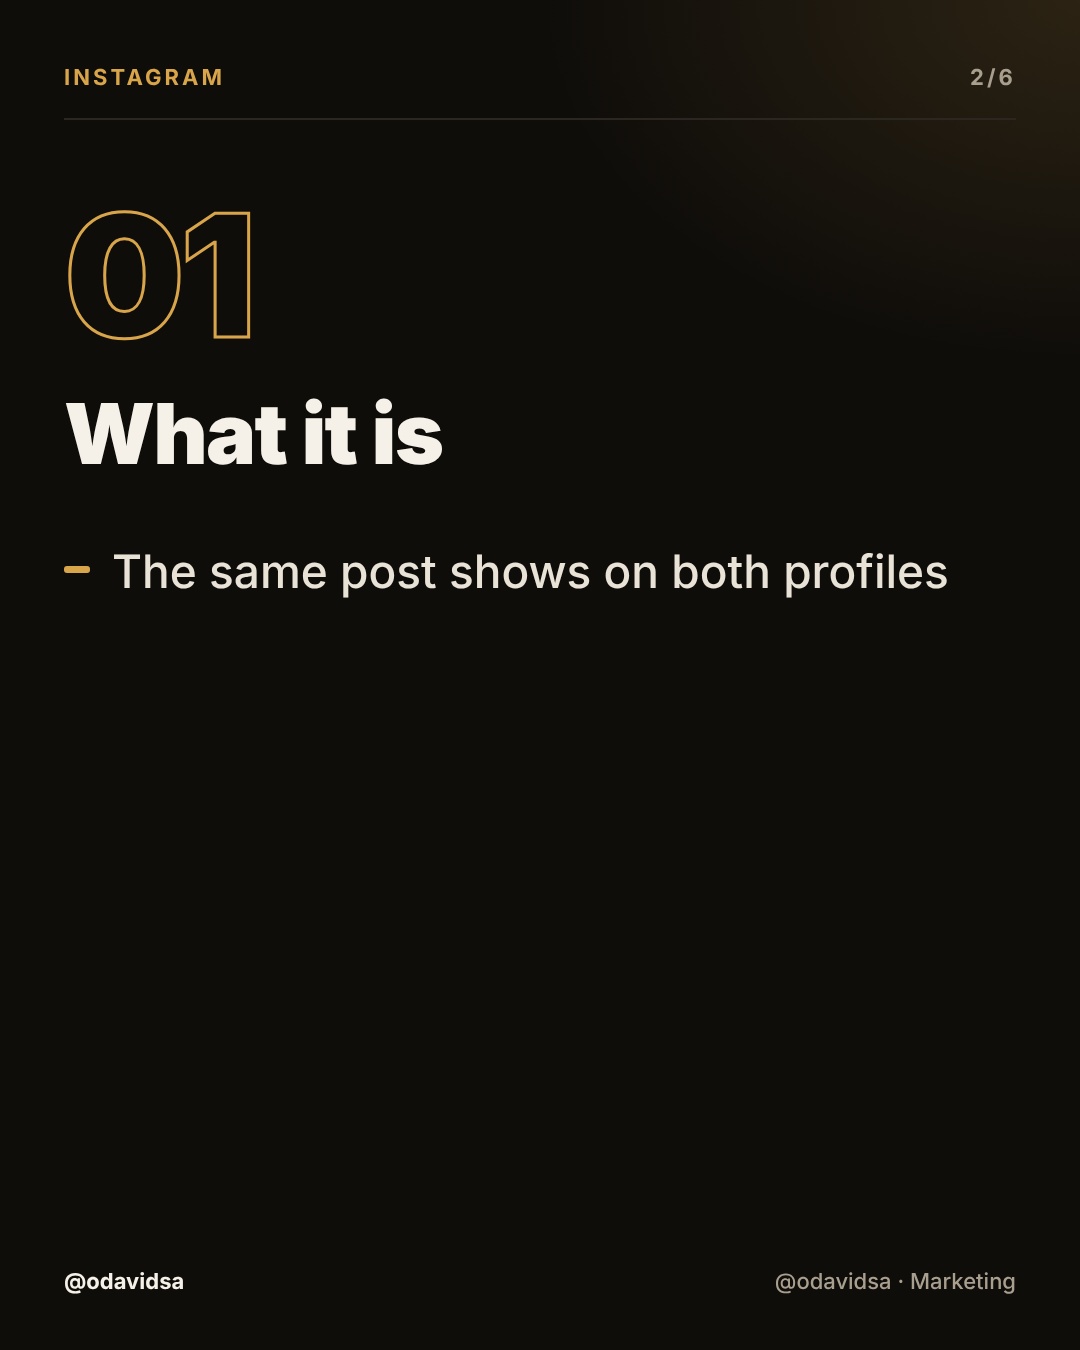 INSTAGRAM
2/6
01
What it is
The same post shows on both profiles
@odavidsa
@odavidsa · Marketing